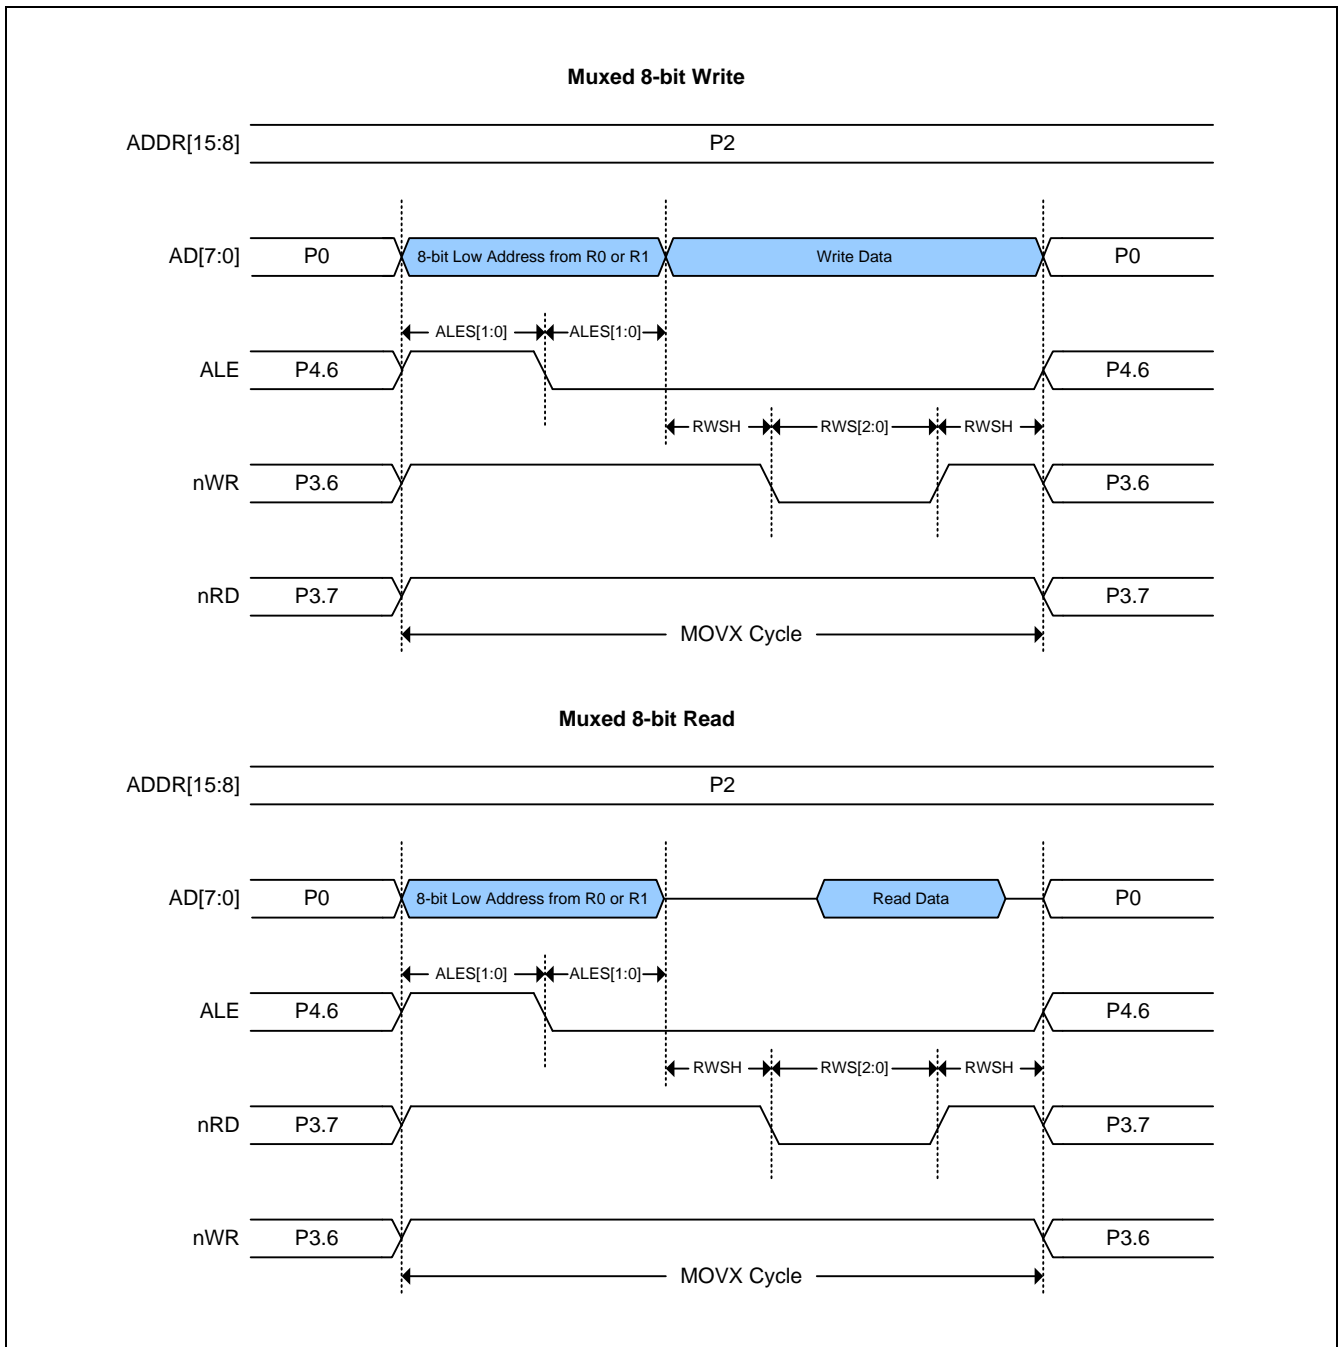 Muxed 8-bit Write
ADDR[15:8] P2
AD[7:0] P0 8-bit Low Address from R0 or R1 Write Data P0
ALES[1:0] ALES[1:0]
ALE P4.6 P4.6
RWSH RWS[2:0] RWSH
nWR P3.6 P3.6
nRD P3.7 P3.7
MOVX Cycle
Muxed 8-bit Read
ADDR[15:8] P2
AD[7:0] P0 8-bit Low Address from R0 or R1 Read Data P0
ALES[1:0] ALES[1:0]
ALE P4.6 P4.6
RWSH RWS[2:0] RWSH
nRD P3.7 P3.7
nWR P3.6 P3.6
MOVX Cycle